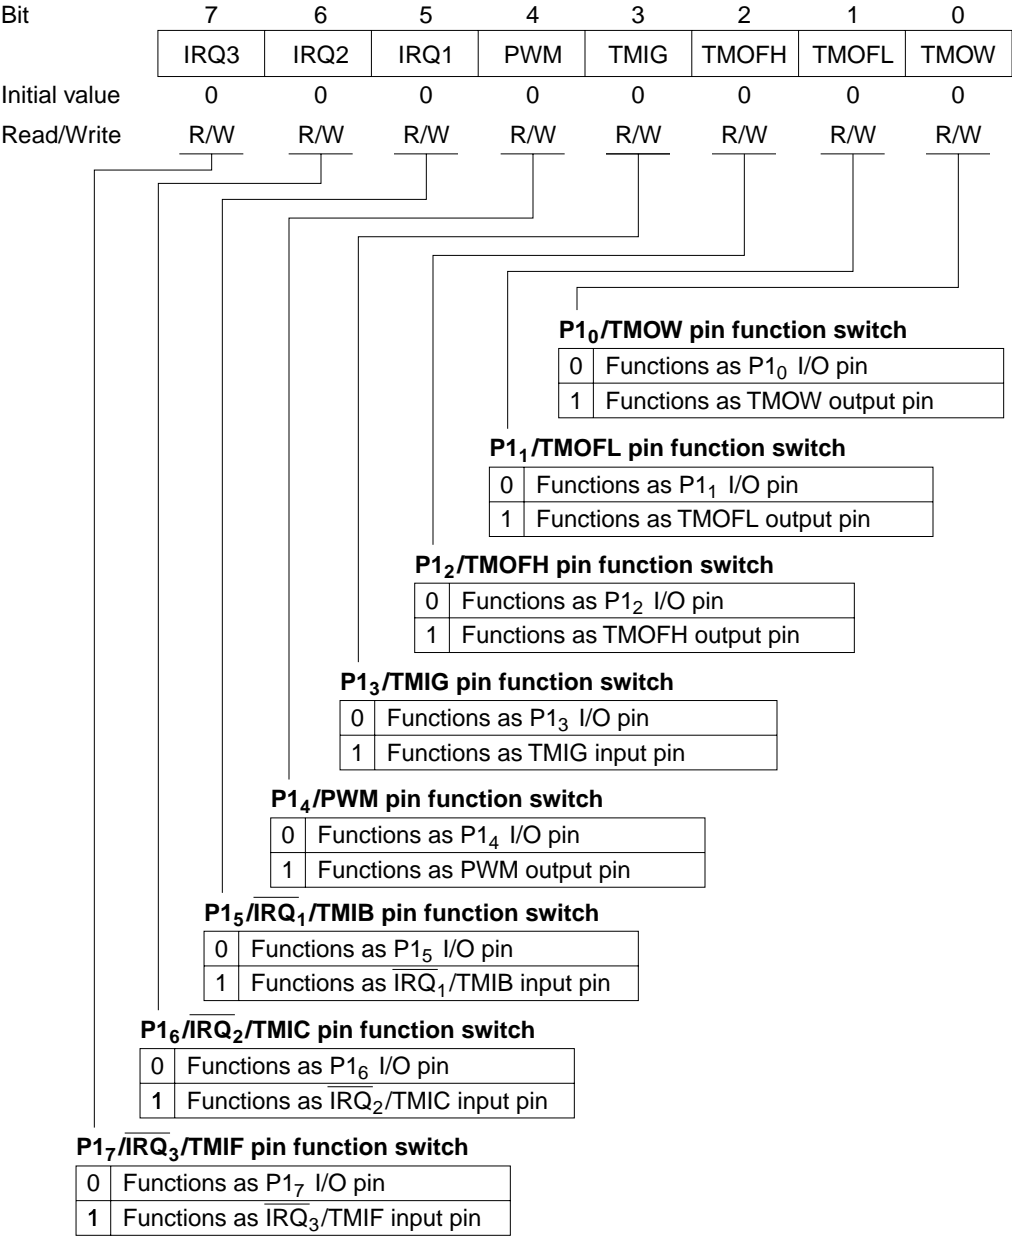 Bit 7 6 5 4 3 2 1 0
IRQ3 IRQ2 IRQ1 PWM TMIG TMOFH TMOFL TMOW
Initial value 0 0 0 0 0 0 0 0
Read/Write R/W R/W R/W R/W R/W R/W R/W R/W
P1₀/TMOW pin function switch
0 Functions as P1₀ I/O pin
1 Functions as TMOW output pin
P1₁/TMOFL pin function switch
0 Functions as P1₁ I/O pin
1 Functions as TMOFL output pin
P1₂/TMOFH pin function switch
0 Functions as P1₂ I/O pin
1 Functions as TMOFH output pin
P1₃/TMIG pin function switch
0 Functions as P1₃ I/O pin
1 Functions as TMIG input pin
P1₄/PWM pin function switch
0 Functions as P1₄ I/O pin
1 Functions as PWM output pin
P1₅/I̅R̅Q̅₁/TMIB pin function switch
0 Functions as P1₅ I/O pin
1 Functions as I̅R̅Q̅₁/TMIB input pin
P1₆/I̅R̅Q̅₂/TMIC pin function switch
0 Functions as P1₆ I/O pin
1 Functions as I̅R̅Q̅₂/TMIC input pin
P1₇/I̅R̅Q̅₃/TMIF pin function switch
0 Functions as P1₇ I/O pin
1 Functions as I̅R̅Q̅₃/TMIF input pin